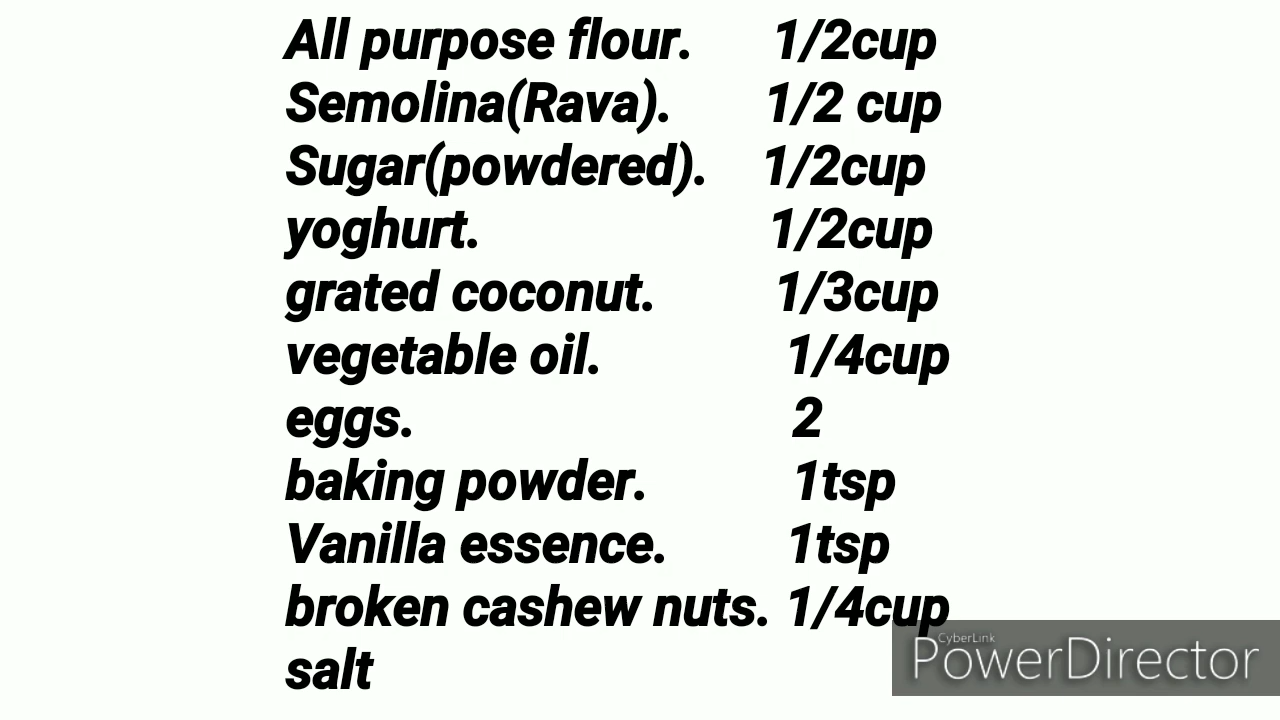 All purpose flour. 1/2cup
Semolina(Rava). 1/2 cup
Sugar(powdered). 1/2cup
yoghurt. 1/2cup
grated coconut. 1/3cup
vegetable oil. 1/4cup
eggs. 2
baking powder. 1tsp
Vanilla essence. 1tsp
broken cashew nuts. 1/4cup
salt
CyberLink
PowerDirector